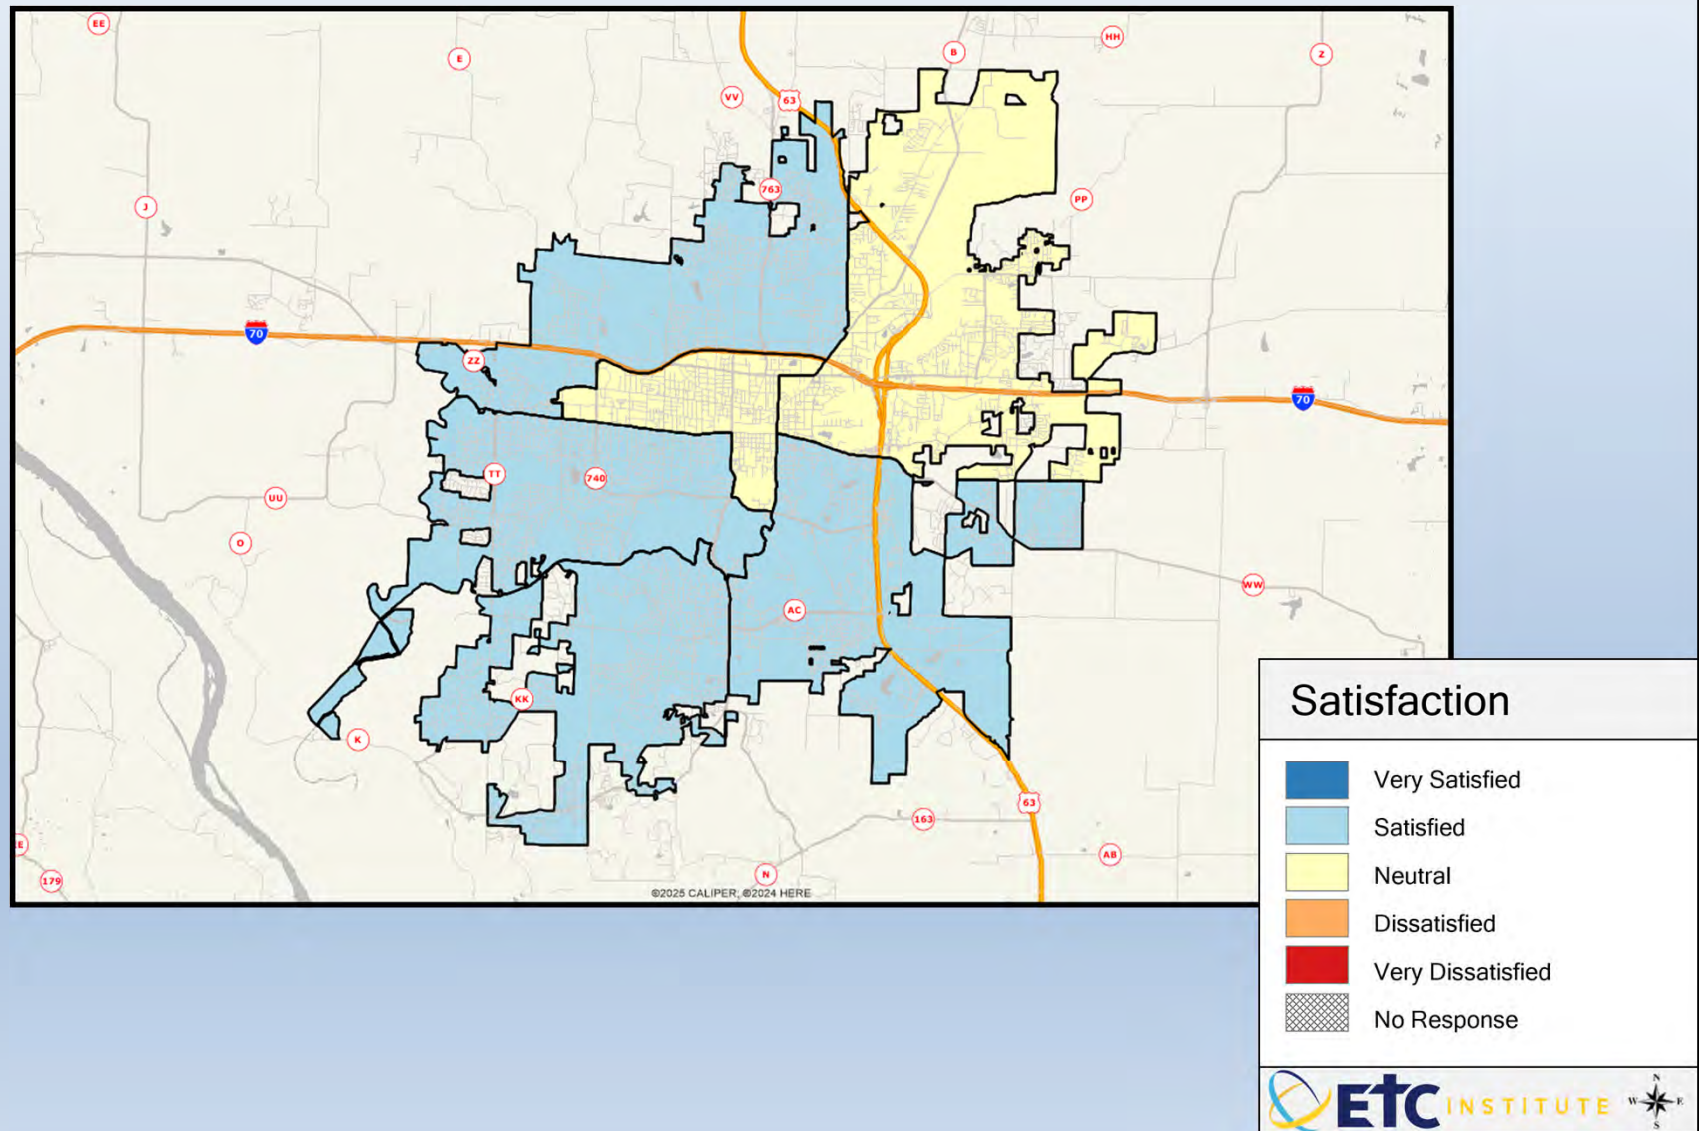 EE
E
B
HH
Z
VV
63
763
J
PP
70
ZZ
70
TT
740
UU
O
WW
AC
KK
K
63
163
AB
N
179
©2025 CALIPER; ©2024 HERE
Satisfaction
Very Satisfied
Satisfied
Neutral
Dissatisfied
Very Dissatisfied
No Response
ETC INSTITUTE
N
W E
S